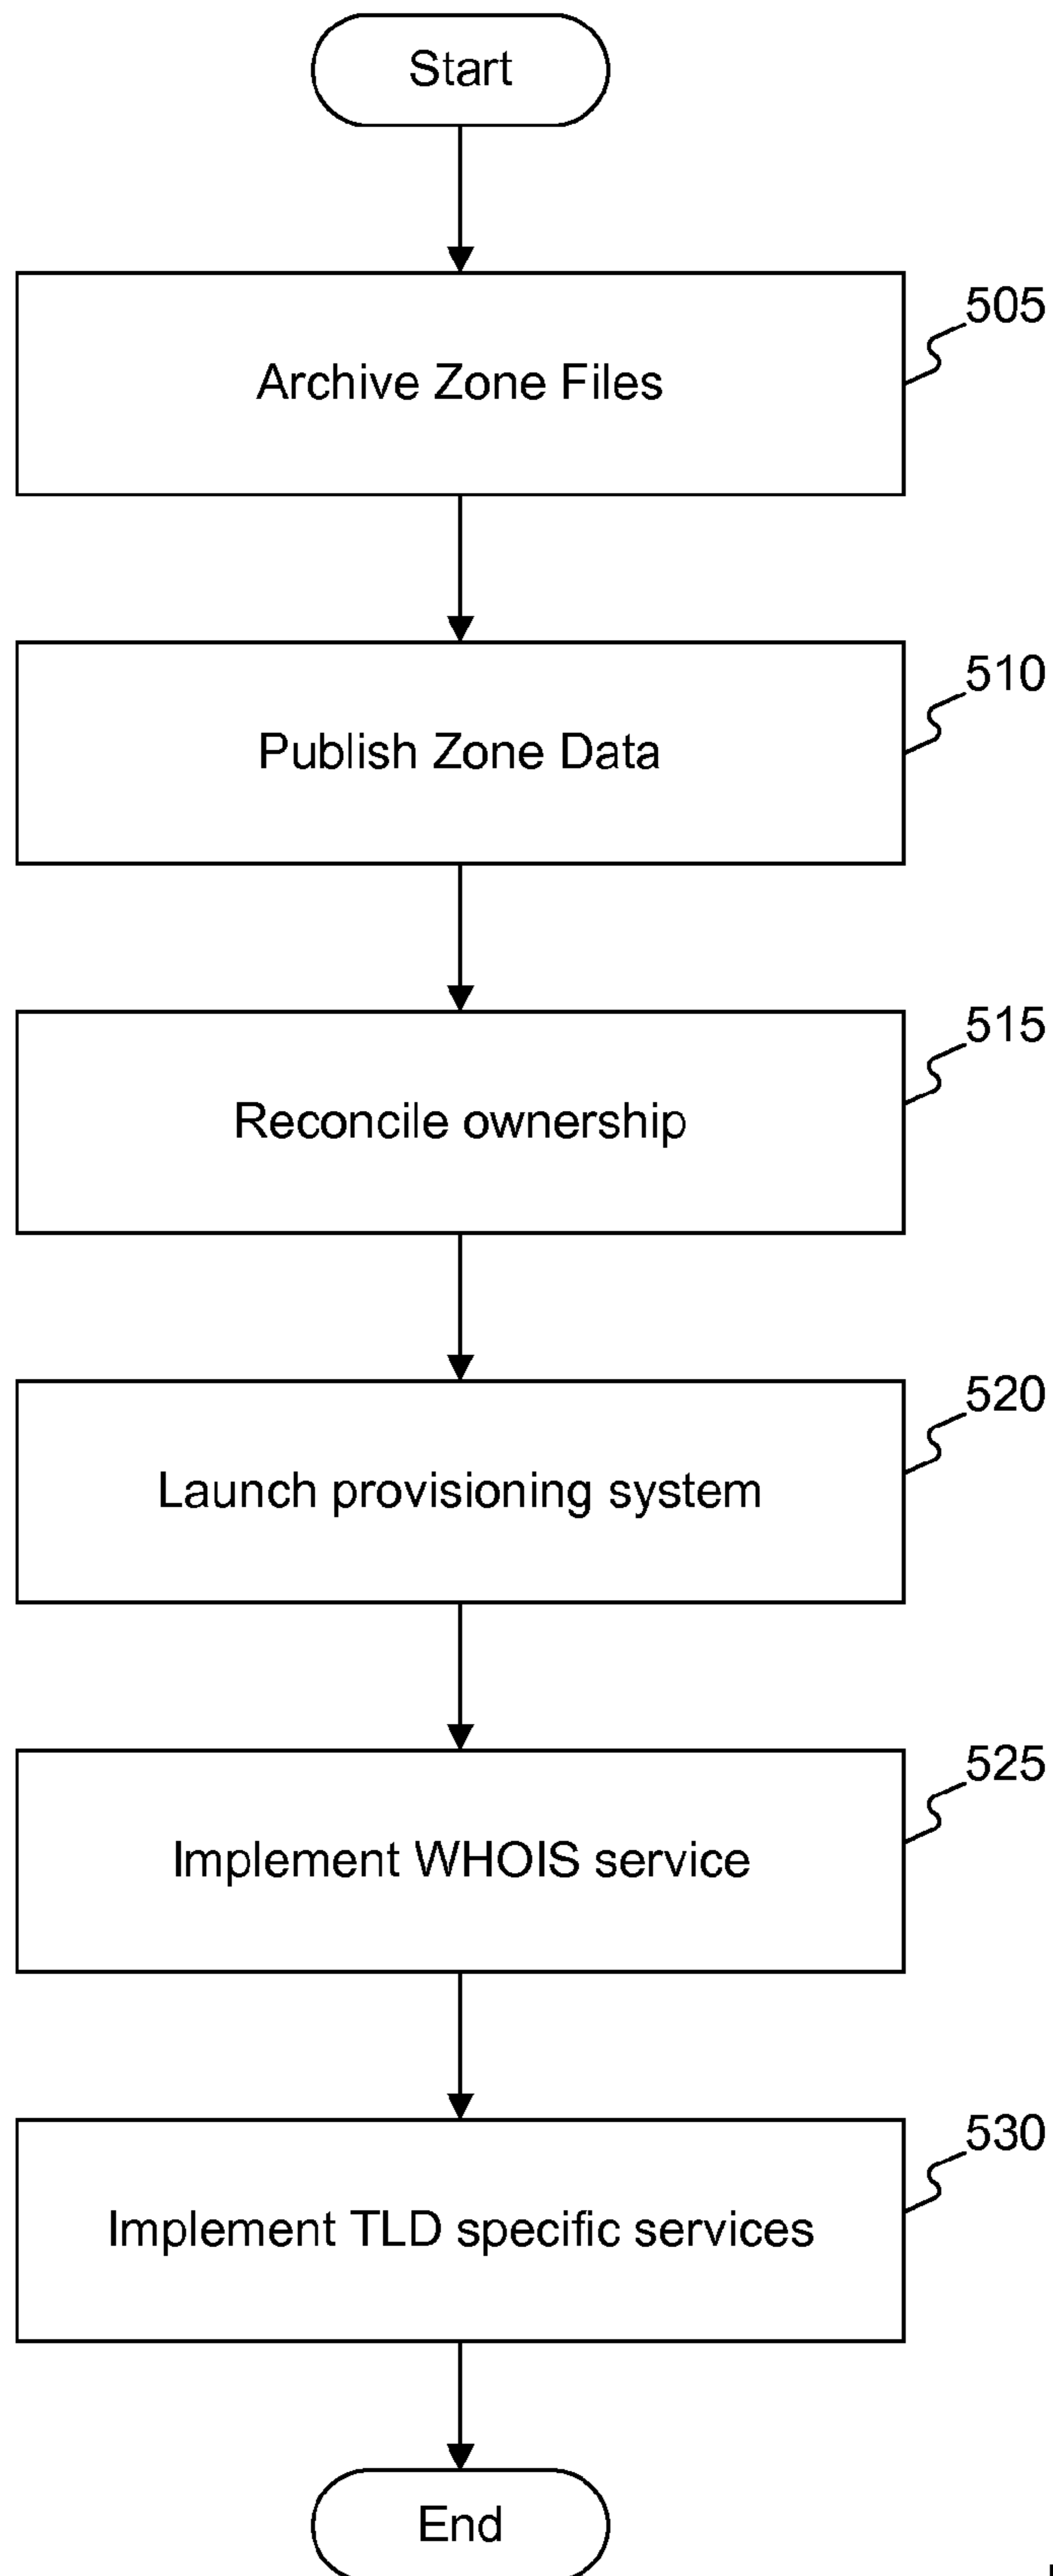 Start
505
Archive Zone Files
510
Publish Zone Data
515
Reconcile ownership
520
Launch provisioning system
525
Implement WHOIS service
530
Implement TLD specific services
End